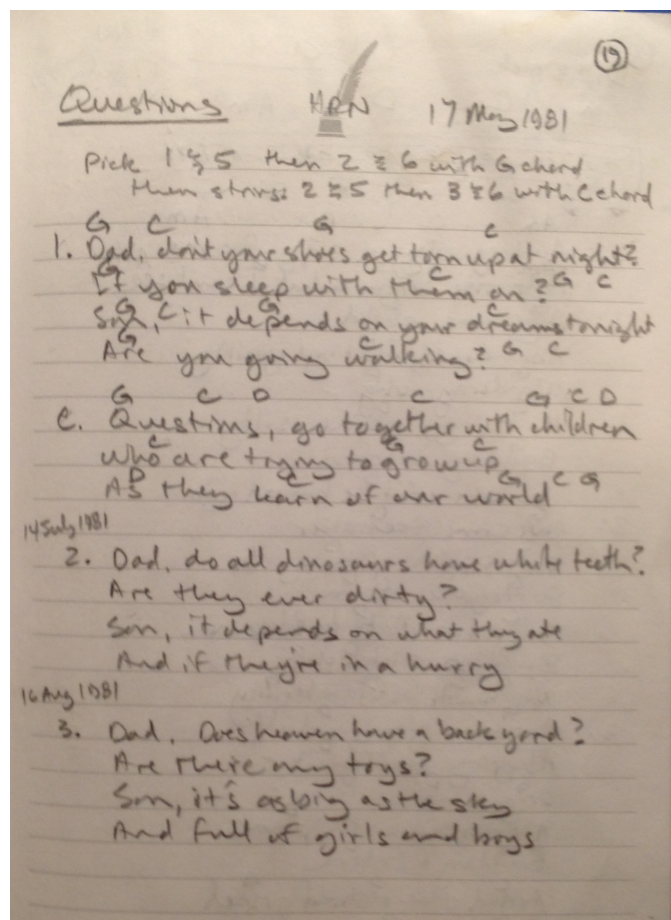 19
Questions HRN 17 May 1981
Pick 1 & 5 then 2 & 6 with G chord
then strings 2 & 5 then 3 & 6 with C chord
G C G C
1. Dad, don't your shoes get torn up at night?
G C G C
If you sleep with them on?
G C G C
Son, it depends on your dreams tonight
G C G C
Are you going walking?
G C D C G C D
C. Questions, go together with children
C G C
who are trying to grow up
D C G C G
As they learn of our world
14 July 1981
2. Dad, do all dinosaurs have white teeth?
Are they ever dirty?
Son, it depends on what they ate
And if they're in a hurry
16 Aug 1981
3. Dad, Does heaven have a back yard?
Are there any toys?
Son, it's as big as the sky
And full of girls and boys